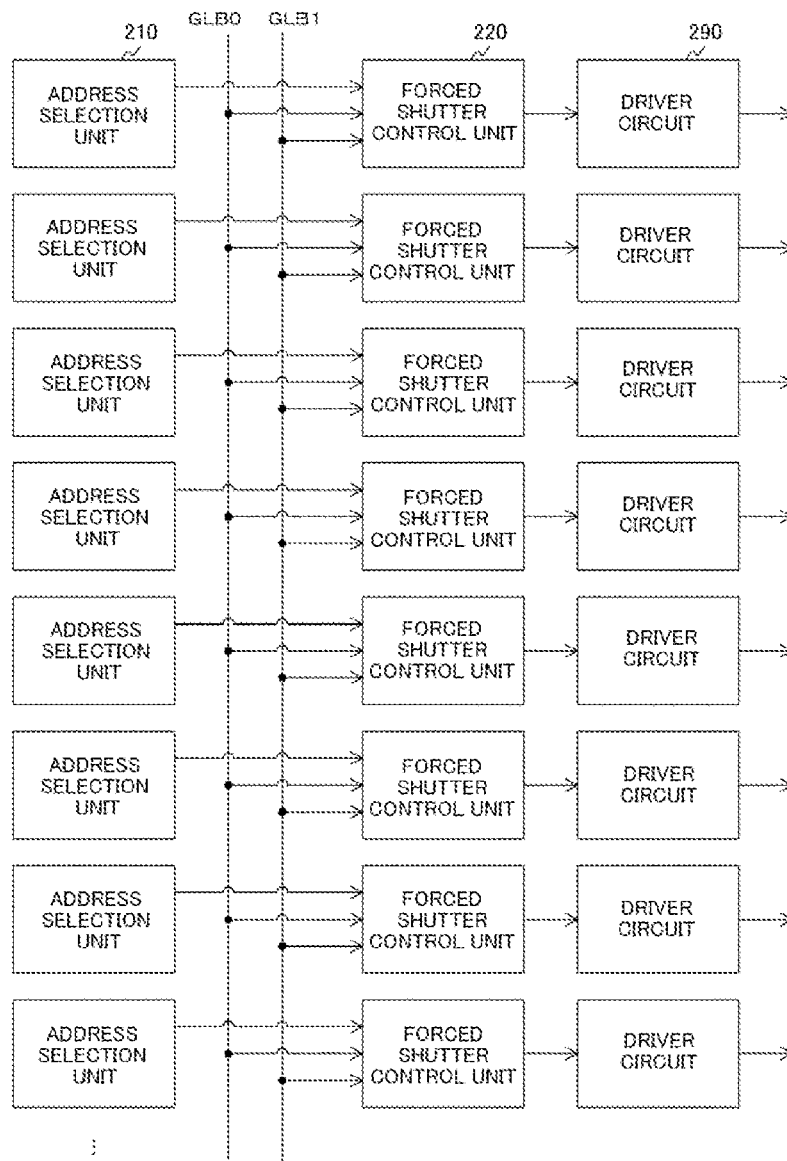 GLB0 GLB1
210 220 290
ADDRESS
SELECTION
UNIT
FORCED
SHUTTER
CONTROL UNIT
DRIVER
CIRCUIT
ADDRESS
SELECTION
UNIT
FORCED
SHUTTER
CONTROL UNIT
DRIVER
CIRCUIT
ADDRESS
SELECTION
UNIT
FORCED
SHUTTER
CONTROL UNIT
DRIVER
CIRCUIT
ADDRESS
SELECTION
UNIT
FORCED
SHUTTER
CONTROL UNIT
DRIVER
CIRCUIT
ADDRESS
SELECTION
UNIT
FORCED
SHUTTER
CONTROL UNIT
DRIVER
CIRCUIT
ADDRESS
SELECTION
UNIT
FORCED
SHUTTER
CONTROL UNIT
DRIVER
CIRCUIT
ADDRESS
SELECTION
UNIT
FORCED
SHUTTER
CONTROL UNIT
DRIVER
CIRCUIT
ADDRESS
SELECTION
UNIT
FORCED
SHUTTER
CONTROL UNIT
DRIVER
CIRCUIT